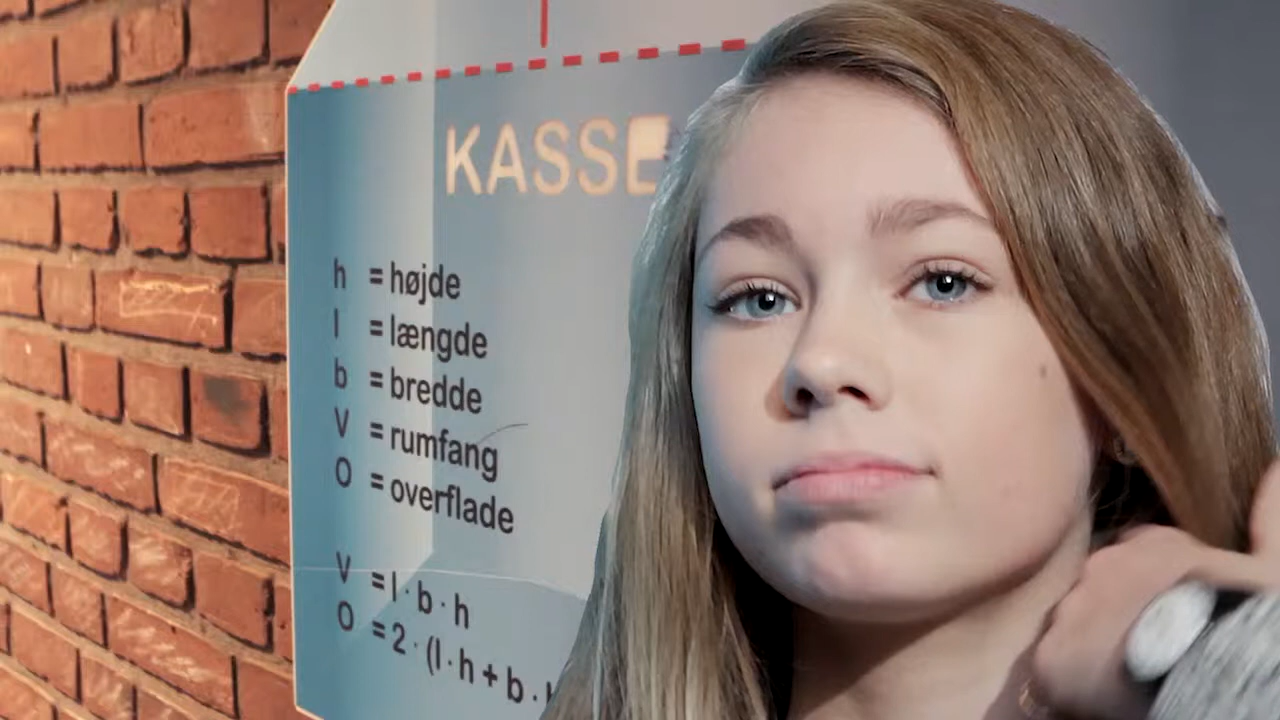 KASSE
h = højde
l = længde
b = bredde
V = rumfang
O = overflade
V = l · b · h
O = 2 · (l · h + b ·